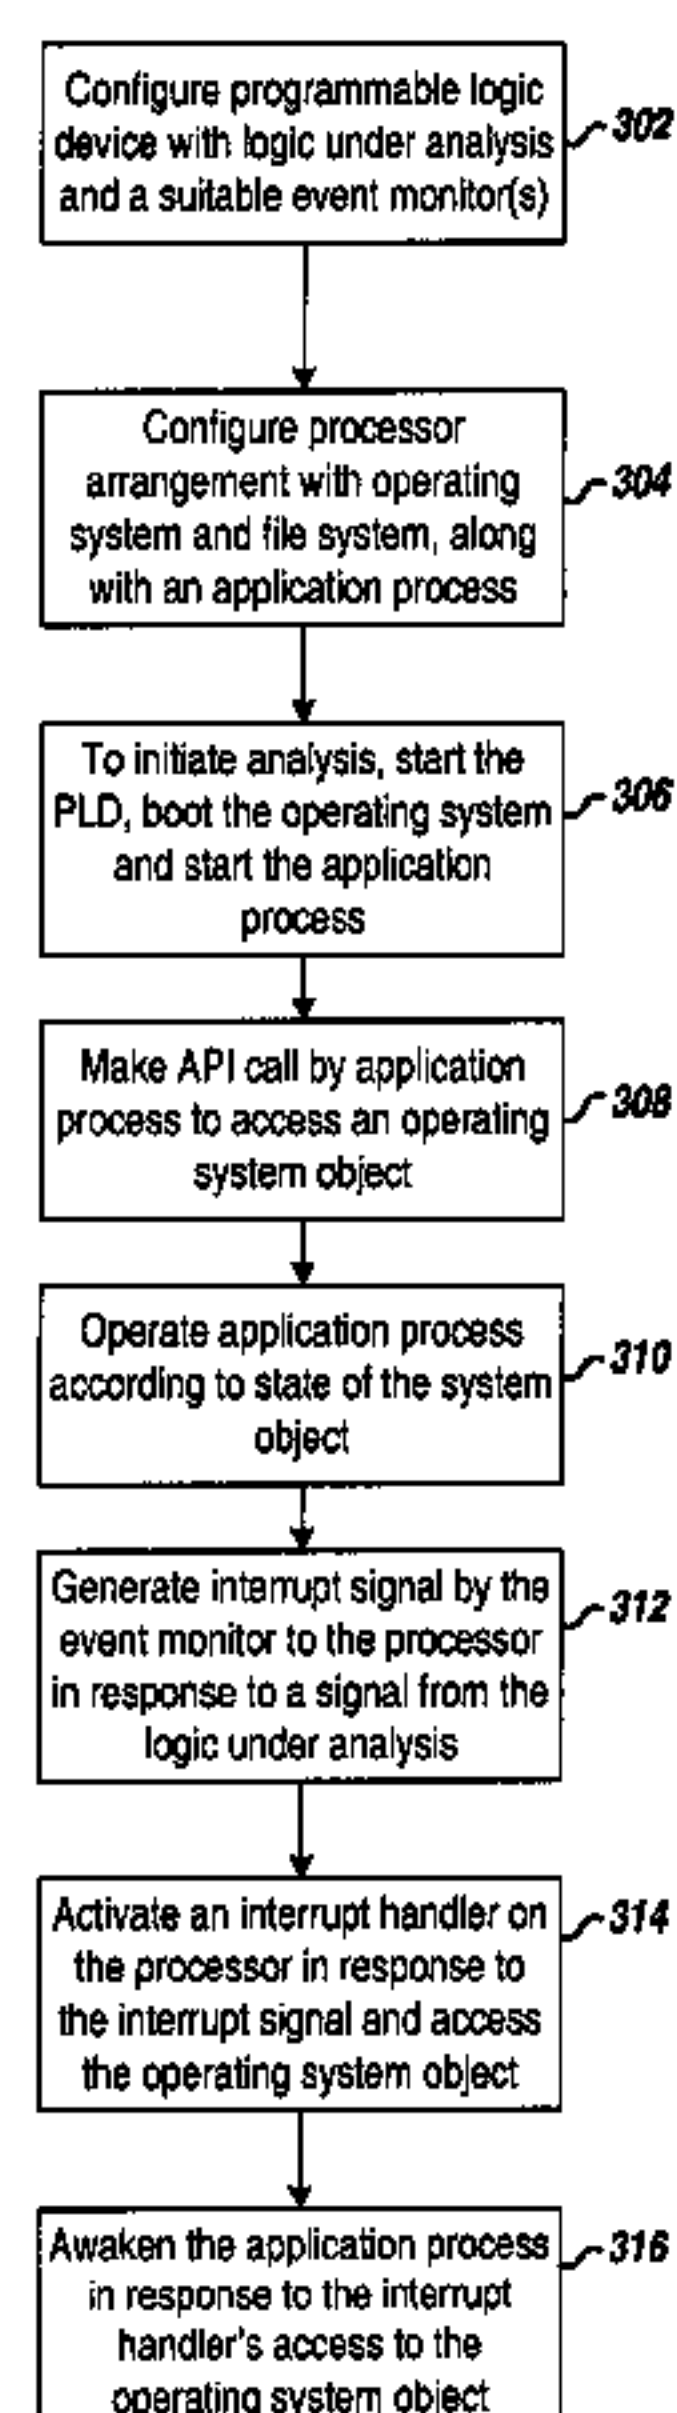 Configure programmable logic
device with logic under analysis
and a suitable event monitor(s)
302
Configure processor
arrangement with operating
system and file system, along
with an application process
304
To initiate analysis, start the
PLD, boot the operating system
and start the application
process
306
Make API call by application
process to access an operating
system object
308
Operate application process
according to state of the system
object
310
Generate interrupt signal by the
event monitor to the processor
in response to a signal from the
logic under analysis
312
Activate an interrupt handler on
the processor in response to
the interrupt signal and access
the operating system object
314
Awaken the application process
in response to the interrupt
handler's access to the
operating system object
316